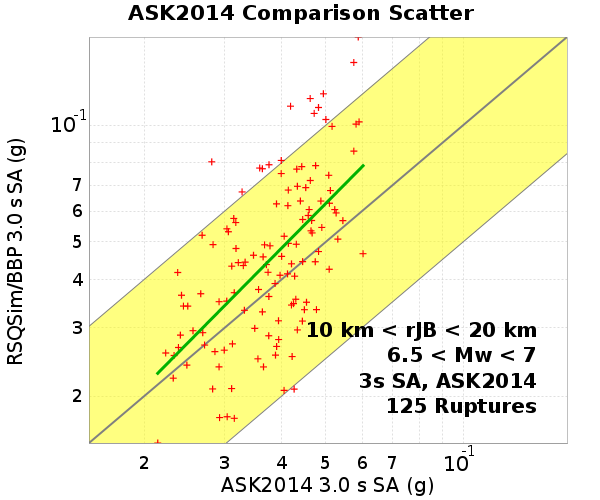 ASK2014 Comparison Scatter
RSQSim/BBP 3.0 s SA (g)
10⁻¹
7
6
5
4
3
2
10 km < rJB < 20 km
6.5 < Mw < 7
3s SA, ASK2014
125 Ruptures
2 3 4 5 6 7 10⁻¹
ASK2014 3.0 s SA (g)